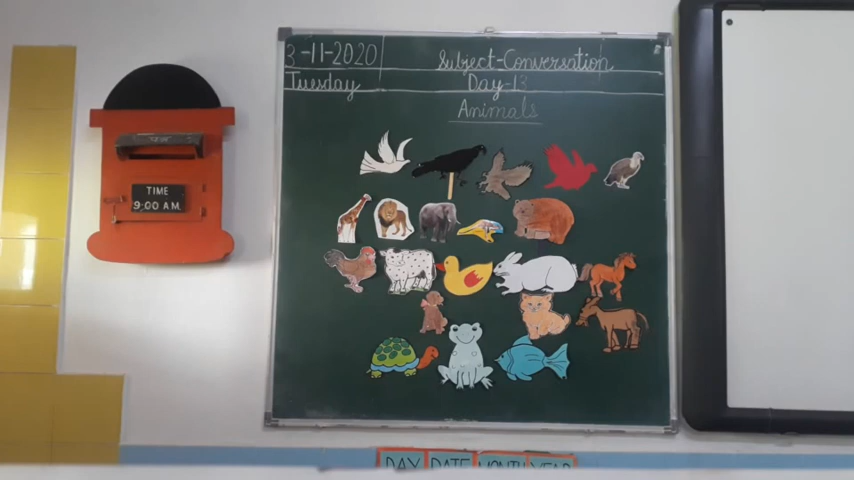 3-11-2020
Tuesday
Subject-Conversation
Day-13
Animals
TIME
9:00 A.M.
DAY DATE MONTH YEAR